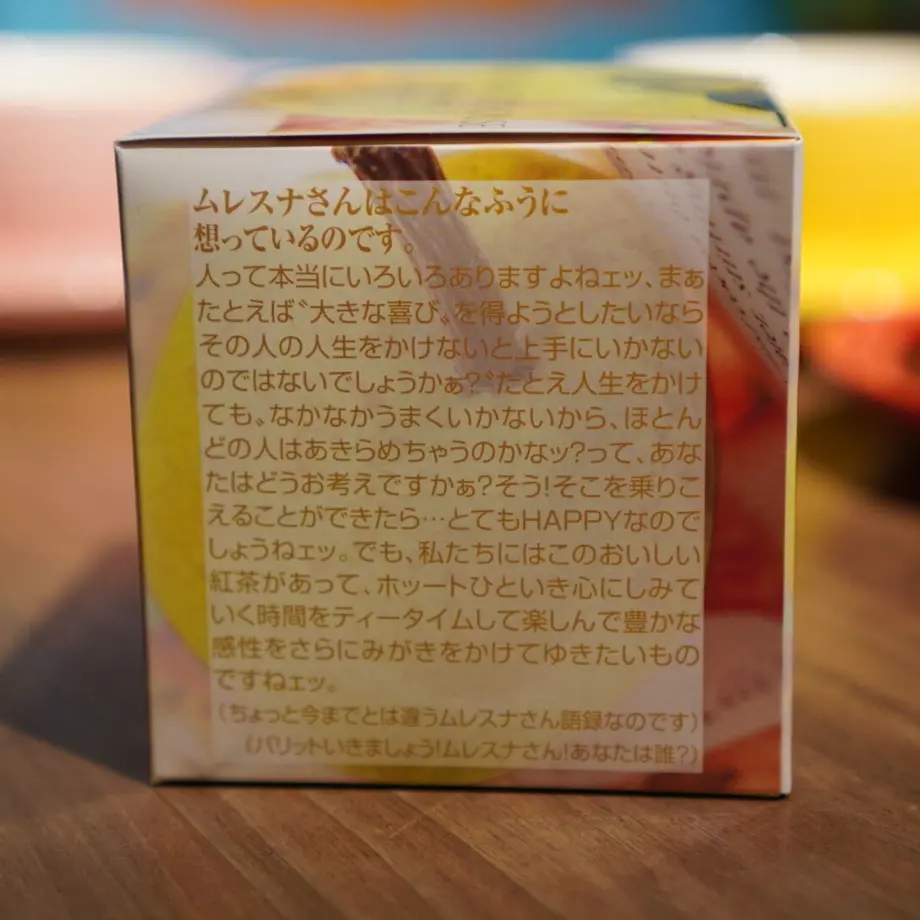 ムレスナさんはこんなふうに
想っているのです。
人って本当にいろいろありますよねェッ、まぁ
たとえば〝大きな喜び〟を得ようとしたいなら
その人の人生をかけないと上手にいかない
のではないでしょうかぁ?〝たとえ人生をかけ
ても〟なかなかうまくいかないから、ほとん
どの人はあきらめちゃうのかなッ?って、あな
たはどうお考えですかぁ?そう!そこを乗りこ
えることができたら…とてもHAPPYなので
しょうねェッ。でも、私たちにはこのおいしい
紅茶があって、ホッートひといき心にしみて
いく時間をティータイムして楽しんで豊かな
感性をさらにみがきをかけてゆきたいもの
ですねェッ。
(ちょっと今までとは違うムレスナさん語録なのです)
(パリットいきましょう!ムレスナさん!あなたは誰?)